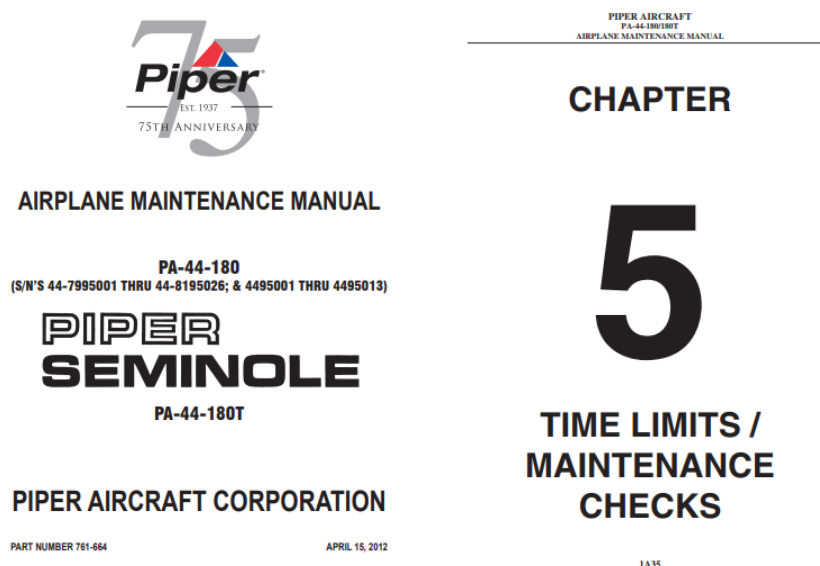 75
Piper
EST. 1937
75TH ANNIVERSARY
AIRPLANE MAINTENANCE MANUAL
PA-44-180
(S/N'S 44-7995001 THRU 44-8195026; & 4495001 THRU 4495013)
PIPER
SEMINOLE
PA-44-180T
PIPER AIRCRAFT CORPORATION
PART NUMBER 761-664 APRIL 15, 2012
PIPER AIRCRAFT
PA-44-180/180T
AIRPLANE MAINTENANCE MANUAL
CHAPTER
5
TIME LIMITS /
MAINTENANCE
CHECKS
1A35